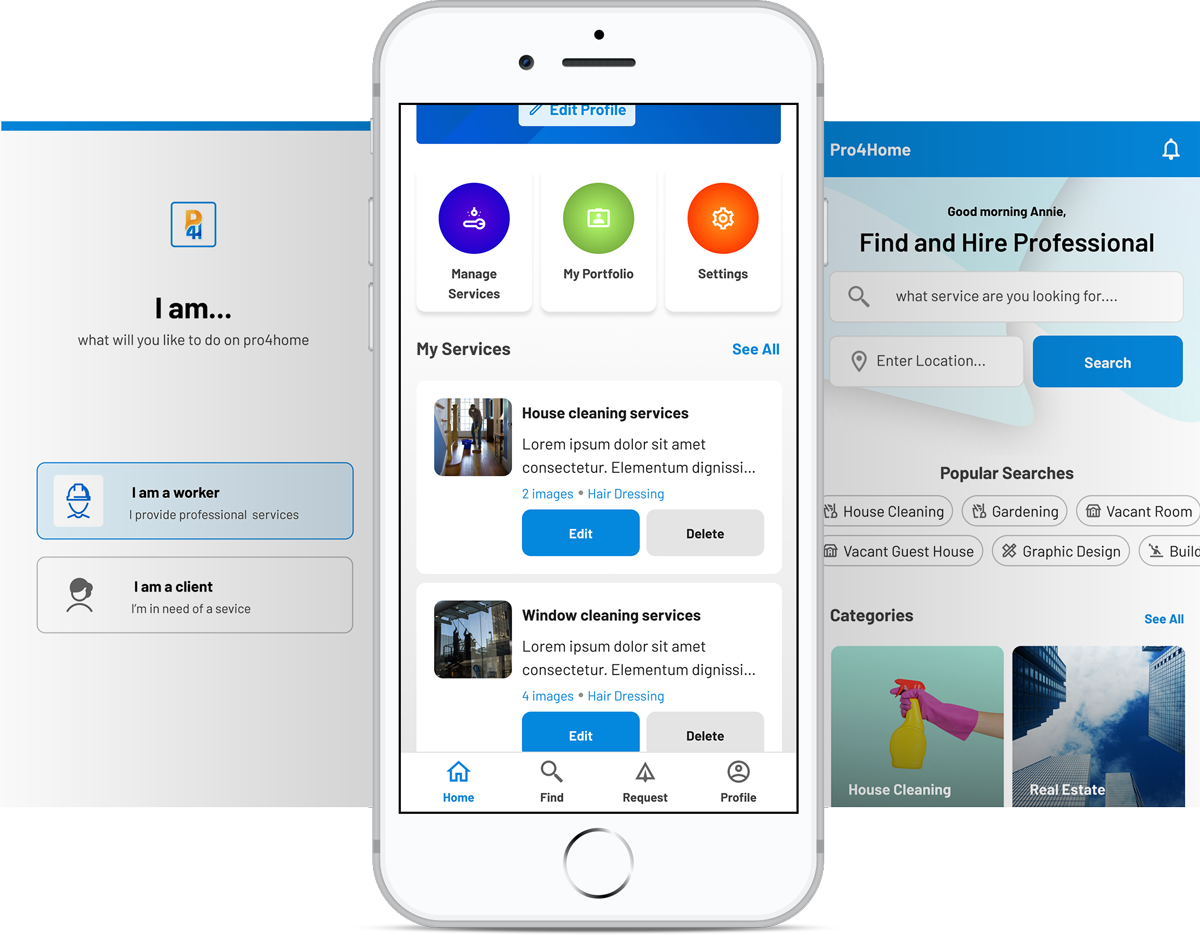 P
4H
I am...
what will you like to do on pro4home
I am a worker
I provide professional services
I am a client
I'm in need of a sevice
Edit Profile
Manage
Services
My Portfolio
Settings
My Services
See All
House cleaning services
Lorem ipsum dolor sit amet
consectetur. Elementum dignissi...
2 images • Hair Dressing
Edit
Delete
Window cleaning services
Lorem ipsum dolor sit amet
consectetur. Elementum dignissi...
4 images • Hair Dressing
Edit
Delete
Home
Find
Request
Profile
Pro4Home
Good morning Annie,
Find and Hire Professional
what service are you looking for....
Enter Location...
Search
Popular Searches
House Cleaning
Gardening
Vacant Room
Vacant Guest House
Graphic Design
Build
Categories
See All
House Cleaning
Real Estate